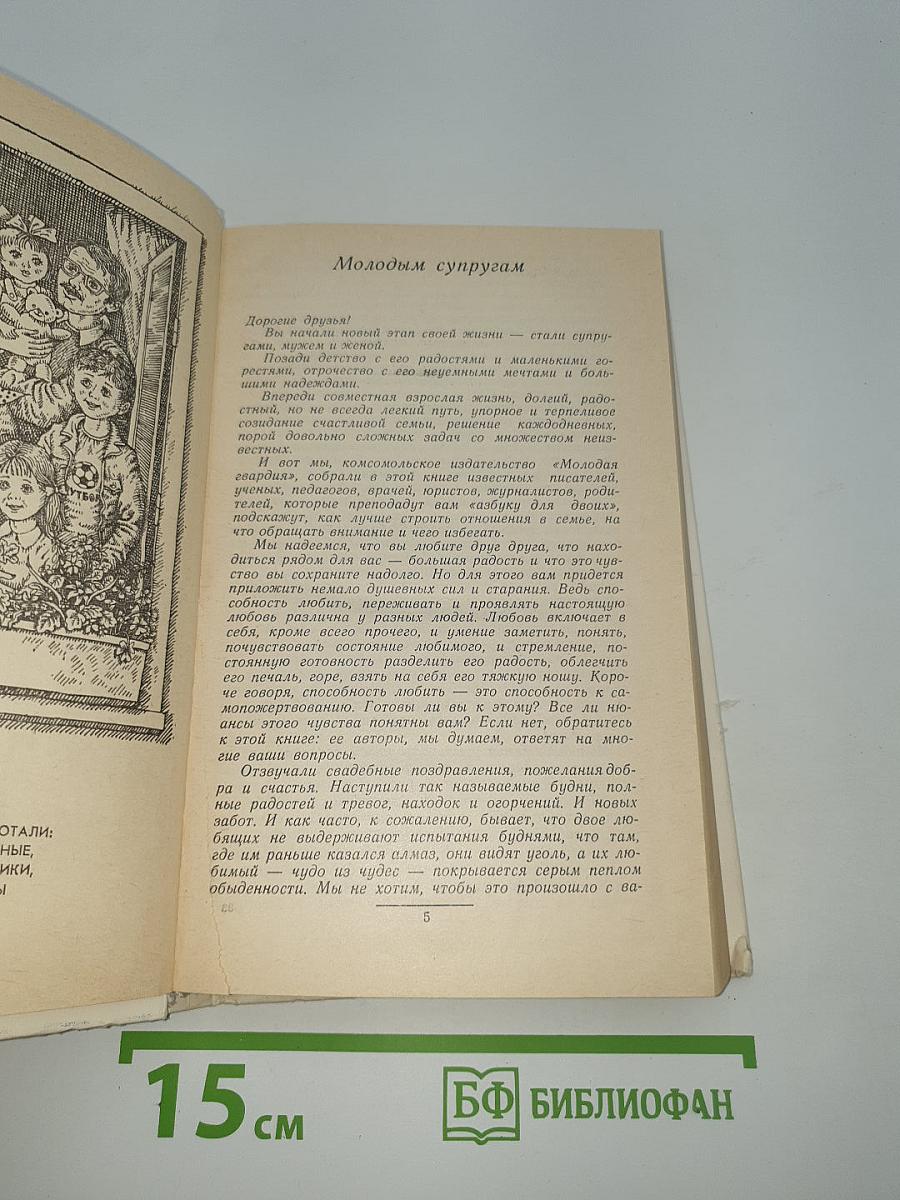 ФУТБОЛ
ОТАЛИ:
НЫЕ,
ИКИ,
Ы
Молодым супругам
Дорогие друзья!
Вы начали новый этап своей жизни — стали супру-
гами, мужем и женой.
Позади детство с его радостями и маленькими го-
рестями, отрочество с его неуемными мечтами и боль-
шими надеждами.
Впереди совместная взрослая жизнь, долгий, радо-
стный, но не всегда легкий путь, упорное и терпеливое
созидание счастливой семьи, решение каждодневных,
порой довольно сложных задач со множеством неиз-
вестных.
И вот мы, комсомольское издательство «Молодая
гвардия», собрали в этой книге известных писателей,
ученых, педагогов, врачей, юристов, журналистов, роди-
телей, которые преподадут вам «азбуку для двоих»,
подскажут, как лучше строить отношения в семье, на
что обращать внимание и чего избегать.
Мы надеемся, что вы любите друг друга, что нахо-
диться рядом для вас — большая радость и что это чув-
ство вы сохраните надолго. Но для этого вам придется
приложить немало душевных сил и старания. Ведь спо-
собность любить, переживать и проявлять настоящую
любовь различна у разных людей. Любовь включает в
себя, кроме всего прочего, и умение заметить, понять,
почувствовать состояние любимого, и стремление, по-
стоянную готовность разделить его радость, облегчить
его печаль, горе, взять на себя его тяжкую ношу. Коро-
че говоря, способность любить — это способность к са-
мопожертвованию. Готовы ли вы к этому? Все ли ню-
ансы этого чувства понятны вам? Если нет, обратитесь
к этой книге: ее авторы, мы думаем, ответят на мно-
гие ваши вопросы.
Отзвучали свадебные поздравления, пожелания доб-
ра и счастья. Наступили так называемые будни, пол-
ные радостей и тревог, находок и огорчений. И новых
забот. И как часто, к сожалению, бывает, что двое лю-
бящих не выдерживают испытания буднями, что там,
где им раньше казался алмаз, они видят уголь, а их лю-
бимый — чудо из чудес — покрывается серым пеплом
обыденности. Мы не хотим, чтобы это произошло с ва-
5
15 см
БФ БИБЛИОФАН